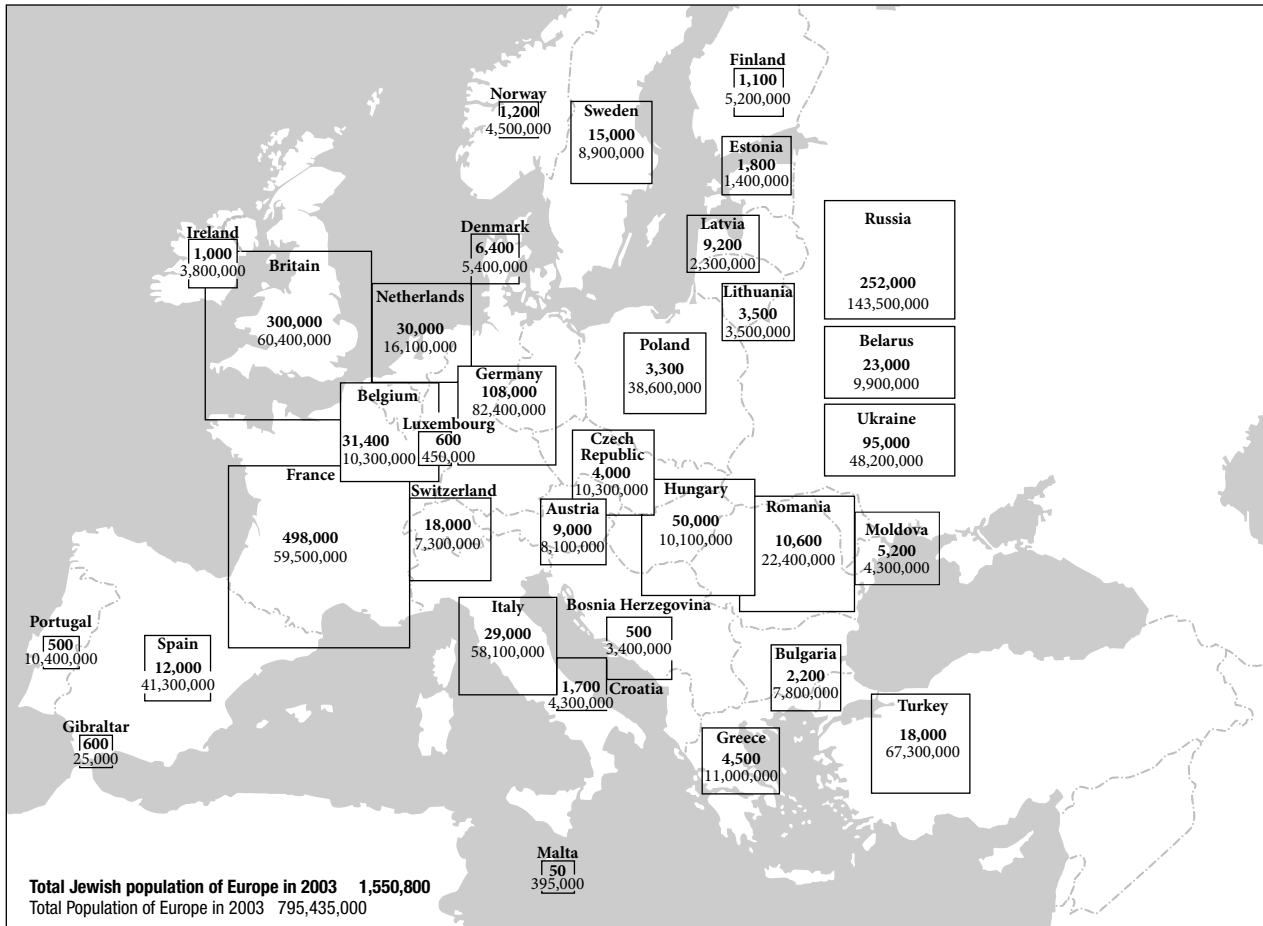 Finland
1,100
5,200,000
Norway
1,200
4,500,000
Sweden
15,000
8,900,000
Estonia
1,800
1,400,000
Russia
252,000
143,500,000
Latvia
9,200
2,300,000
Denmark
6,400
5,400,000
Ireland
1,000
3,800,000
Britain
300,000
60,400,000
Netherlands
30,000
16,100,000
Lithuania
3,500
3,500,000
Belarus
23,000
9,900,000
Poland
3,300
38,600,000
Germany
108,000
82,400,000
Belgium
31,400
10,300,000
Luxembourg
600
450,000
Ukraine
95,000
48,200,000
Czech
Republic
4,000
10,300,000
France
498,000
59,500,000
Switzerland
18,000
7,300,000
Austria
9,000
8,100,000
Hungary
50,000
10,100,000
Romania
10,600
22,400,000
Moldova
5,200
4,300,000
Italy
29,000
58,100,000
Bosnia Herzegovina
500
3,400,000
Portugal
500
10,400,000
Spain
12,000
41,300,000
1,700
4,300,000
Croatia
Bulgaria
2,200
7,800,000
Turkey
18,000
67,300,000
Gibraltar
600
25,000
Greece
4,500
11,000,000
Malta
50
395,000
Total Jewish population of Europe in 2003 1,550,800
Total Population of Europe in 2003 795,435,000